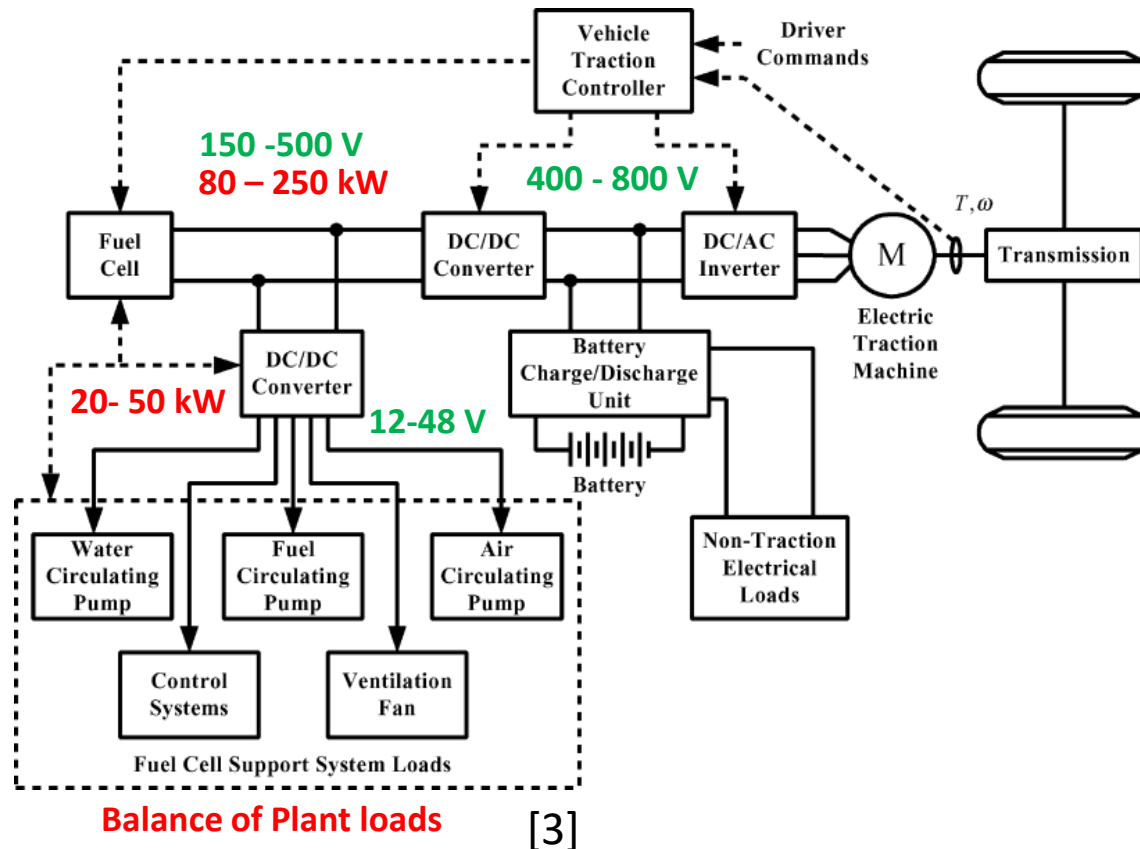 Vehicle
Traction
Controller
Driver
Commands
150 -500 V
80 – 250 kW
400 - 800 V
T, ω
Fuel
Cell
DC/DC
Converter
DC/AC
Inverter
M
Transmission
Electric
Traction
Machine
DC/DC
Converter
Battery
Charge/Discharge
Unit
20- 50 kW
12-48 V
Battery
Water
Circulating
Pump
Fuel
Circulating
Pump
Air
Circulating
Pump
Non-Traction
Electrical
Loads
Control
Systems
Ventilation
Fan
Fuel Cell Support System Loads
Balance of Plant loads
[3]